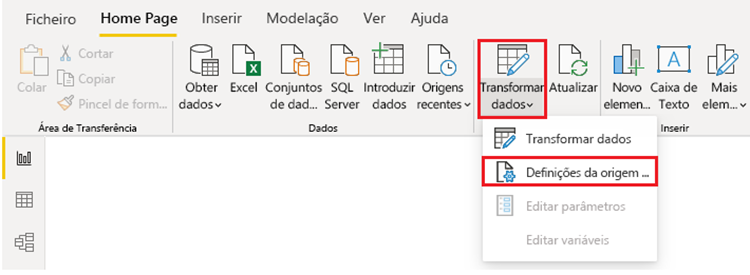 Ficheiro Home Page Inserir Modelação Ver Ajuda
Colar
Cortar
Copiar
Pincel de form...
Área de Transferência
Obter
dados
Excel
Conjuntos
de dad...
SQL
Server
Introduzir
dados
Origens
recentes
Dados
Transformar
dados
Atualizar
Novo
elemen...
Caixa de
Texto
Mais
elem...
Inserir
Transformar dados
Definições da origem ...
Editar parâmetros
Editar variáveis